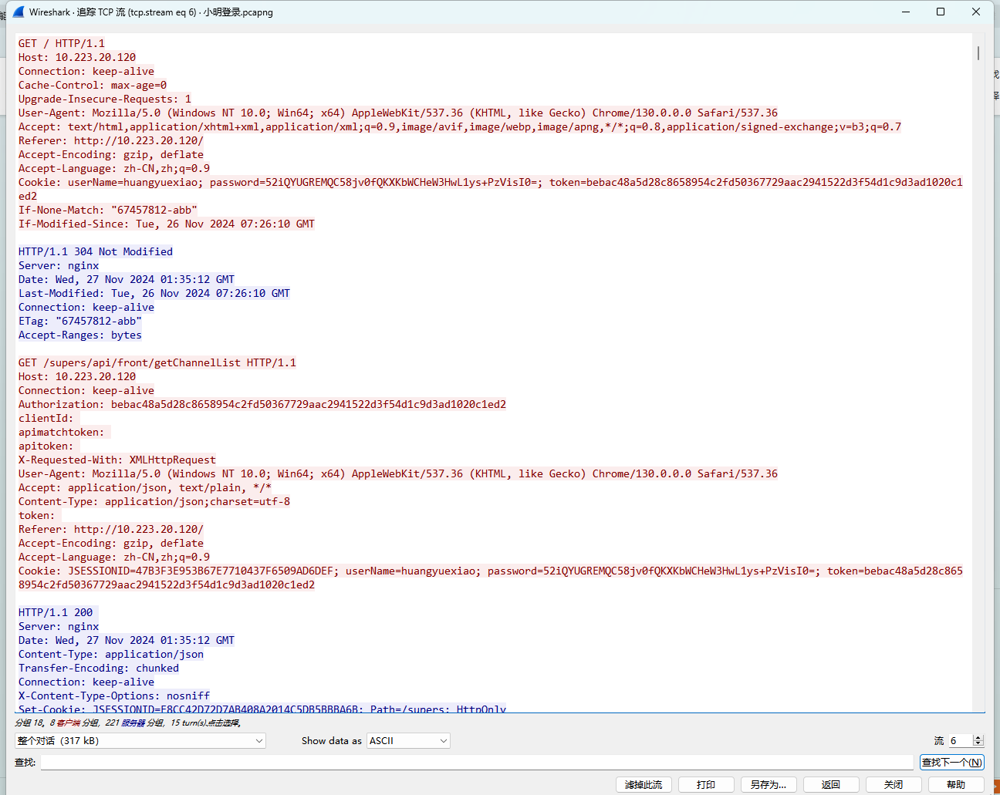 Wireshark · 追踪 TCP 流 (tcp.stream eq 6) · 小明登录.pcapng
GET / HTTP/1.1
Host: 10.223.20.120
Connection: keep-alive
Cache-Control: max-age=0
Upgrade-Insecure-Requests: 1
User-Agent: Mozilla/5.0 (Windows NT 10.0; Win64; x64) AppleWebKit/537.36 (KHTML, like Gecko) Chrome/130.0.0.0 Safari/537.36
Accept: text/html,application/xhtml+xml,application/xml;q=0.9,image/avif,image/webp,image/apng,*/*;q=0.8,application/signed-exchange;v=b3;q=0.7
Referer: http://10.223.20.120/
Accept-Encoding: gzip, deflate
Accept-Language: zh-CN,zh;q=0.9
Cookie: userName=huangyuexiao; password=52iQYUGREMQC58jv0fQKXKbWCHeW3HwL1ys+PzVisI0=; token=bebac48a5d28c8658954c2fd50367729aac2941522d3f54d1c9d3ad1020c1
ed2
If-None-Match: "67457812-abb"
If-Modified-Since: Tue, 26 Nov 2024 07:26:10 GMT
HTTP/1.1 304 Not Modified
Server: nginx
Date: Wed, 27 Nov 2024 01:35:12 GMT
Last-Modified: Tue, 26 Nov 2024 07:26:10 GMT
Connection: keep-alive
ETag: "67457812-abb"
Accept-Ranges: bytes
GET /supers/api/front/getChannelList HTTP/1.1
Host: 10.223.20.120
Connection: keep-alive
Authorization: bebac48a5d28c8658954c2fd50367729aac2941522d3f54d1c9d3ad1020c1ed2
clientId:
apimatchtoken:
apitoken:
X-Requested-With: XMLHttpRequest
User-Agent: Mozilla/5.0 (Windows NT 10.0; Win64; x64) AppleWebKit/537.36 (KHTML, like Gecko) Chrome/130.0.0.0 Safari/537.36
Accept: application/json, text/plain, */*
Content-Type: application/json;charset=utf-8
token:
Referer: http://10.223.20.120/
Accept-Encoding: gzip, deflate
Accept-Language: zh-CN,zh;q=0.9
Cookie: JSESSIONID=47B3F3E953B67E7710437F6509AD6DEF; userName=huangyuexiao; password=52iQYUGREMQC58jv0fQKXKbWCHeW3HwL1ys+PzVisI0=; token=bebac48a5d28c865
8954c2fd50367729aac2941522d3f54d1c9d3ad1020c1ed2
HTTP/1.1 200
Server: nginx
Date: Wed, 27 Nov 2024 01:35:12 GMT
Content-Type: application/json
Transfer-Encoding: chunked
Connection: keep-alive
X-Content-Type-Options: nosniff
Set-Cookie: JSESSIONID=E8CC42D72D7AB408A2014C5DB5BBBA6B; Path=/supers; HttpOnly
分组 18。8 客户端 分组，221 服务器 分组，15 turn(s).点击选择。
整个对话 (317 kB)
Show data as ASCII
流 6
查找:
查找下一个(N)
滤掉此流
打印
另存为…
返回
关闭
帮助